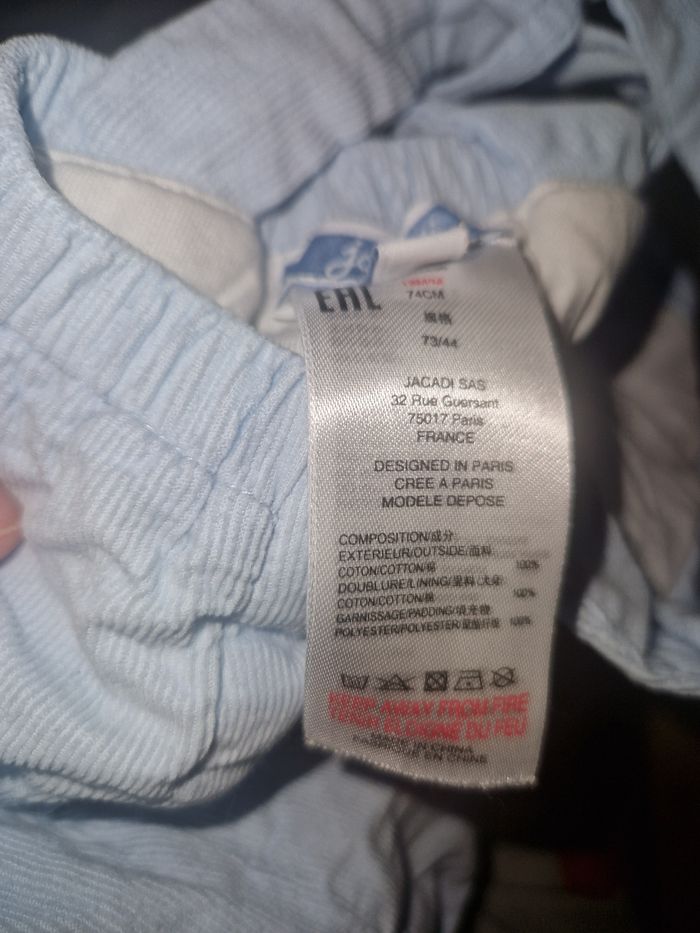 EAC
74CM
规格
73/44
JACADI SAS
32 Rue Guersant
75017 Paris
FRANCE
DESIGNED IN PARIS
CREE A PARIS
MODELE DEPOSE
COMPOSITION/成分
EXTERIEUR/OUTSIDE/面料
COTON/COTTON/棉 100%
DOUBLURE/LINING/里料
COTON/COTTON/棉 100%
GARNISSAGE/PADDING/填充物
POLYESTER/POLYESTER/聚酯纤维 100%
KEEP AWAY FROM FIRE
TENIR ELOIGNE DU FEU
MADE IN CHINA
FABRIQUE EN CHINE